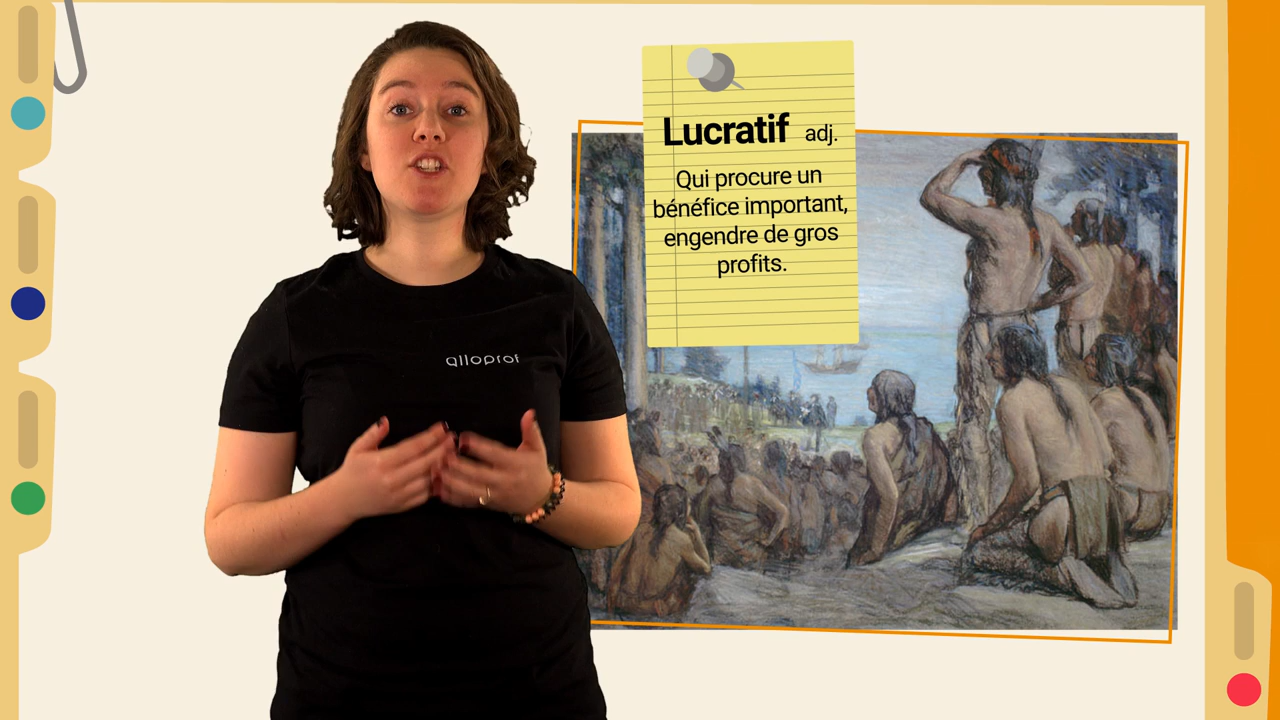 Lucratif adj.
Qui procure un
bénéfice important,
engendre de gros
profits.
alloprof